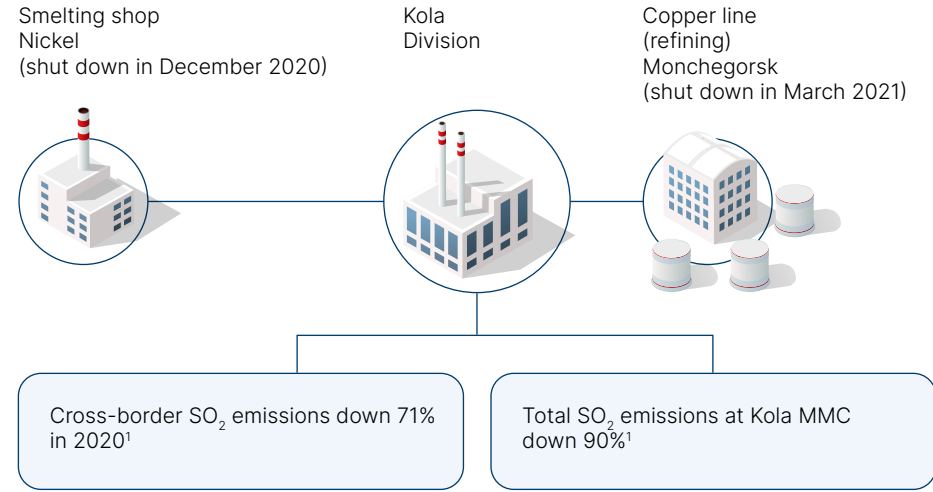 Smelting shop
Nickel
(shut down in December 2020)
Kola
Division
Copper line
(refining)
Monchegorsk
(shut down in March 2021)
Cross-border SO₂ emissions down 71%
in 2020¹
Total SO₂ emissions at Kola MMC
down 90%¹